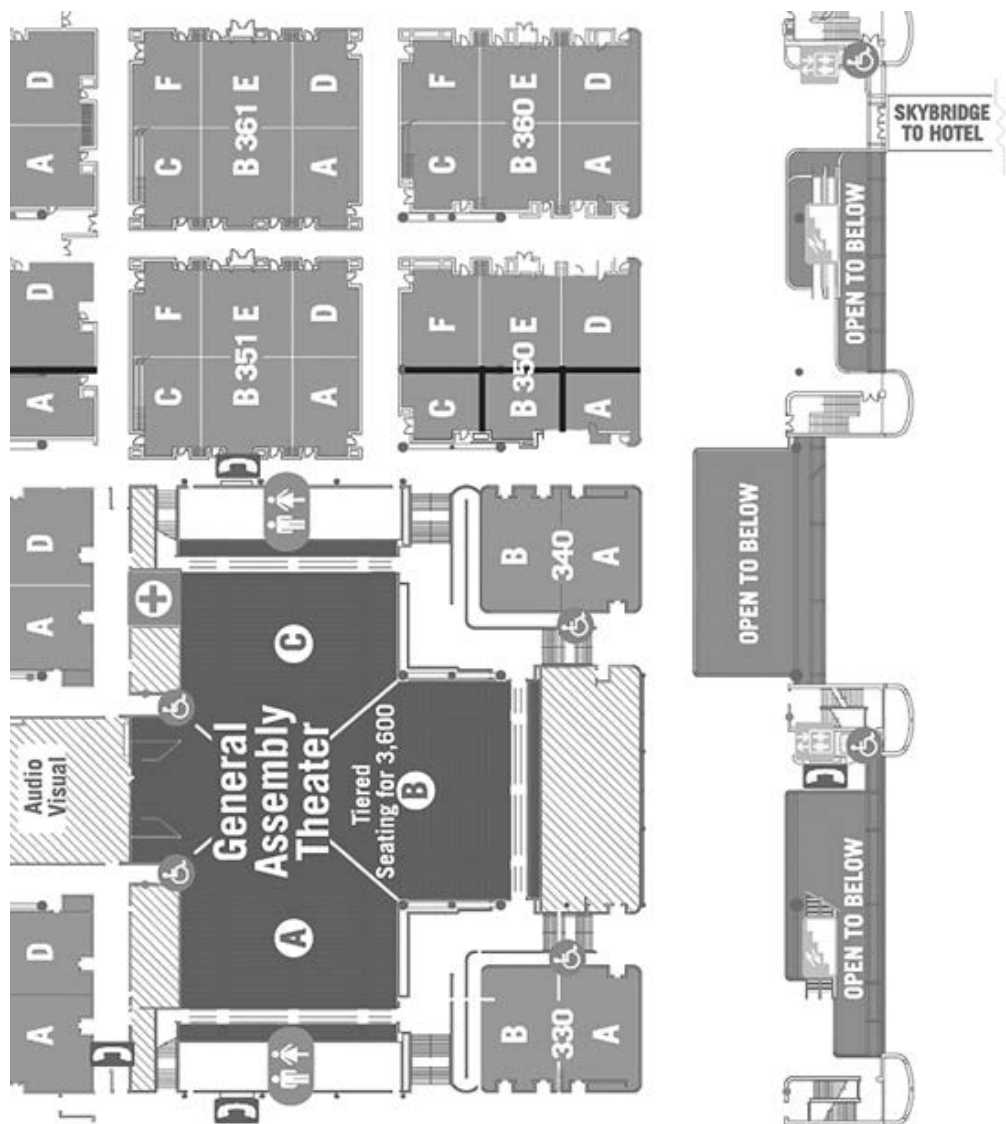 D
A
F
C
B 361 E
D
A
F
C
B 360 E
D
A
SKYBRIDGE
TO HOTEL
OPEN TO BELOW
D
A
F
C
B 351 E
D
A
F
C
B 350 E
D
A
OPEN TO BELOW
D
A
B
340
A
C
General
Assembly
Theater
Tiered
Seating for 3,600
B
A
Audio
Visual
D
A
B
330
A
OPEN TO BELOW